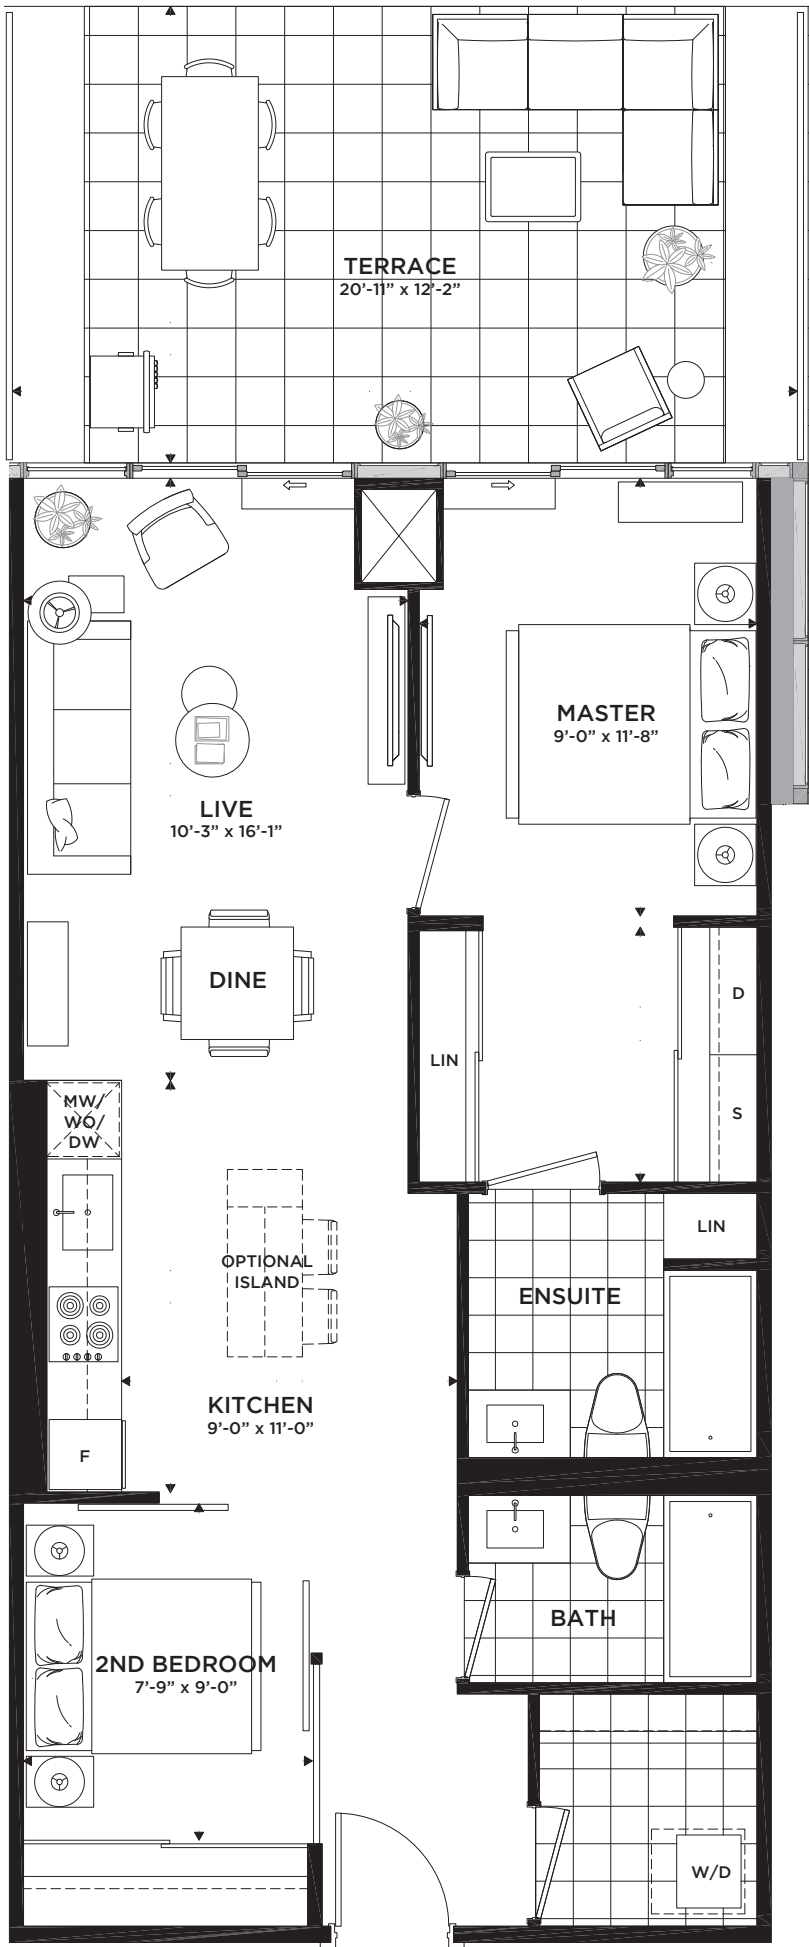 TERRACE
20'-11” x 12'-2”
MASTER
9'-0” x 11'-8”
LIVE
10'-3” x 16'-1”
DINE
D
LIN
MW/
WO/
DW
S
LIN
OPTIONAL
ISLAND
ENSUITE
KITCHEN
9'-0” x 11'-0”
F
BATH
2ND BEDROOM
7'-9” x 9'-0”
W/D